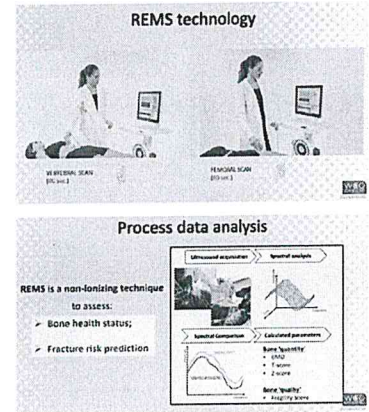 REMS technology
VERTEBRAL SCAN
FEMORAL SCAN
Process data analysis
REMS is a non-ionizing technique
to assess:
➤ Bone health status;
➤ Fracture risk prediction
Ultrasound acquisition
Spectral analysis
Spectral Comparison
Calculated parameters
Bone 'quantity'
• BMD
• T-score
• Z-score
Bone 'quality'
• Fragility Score